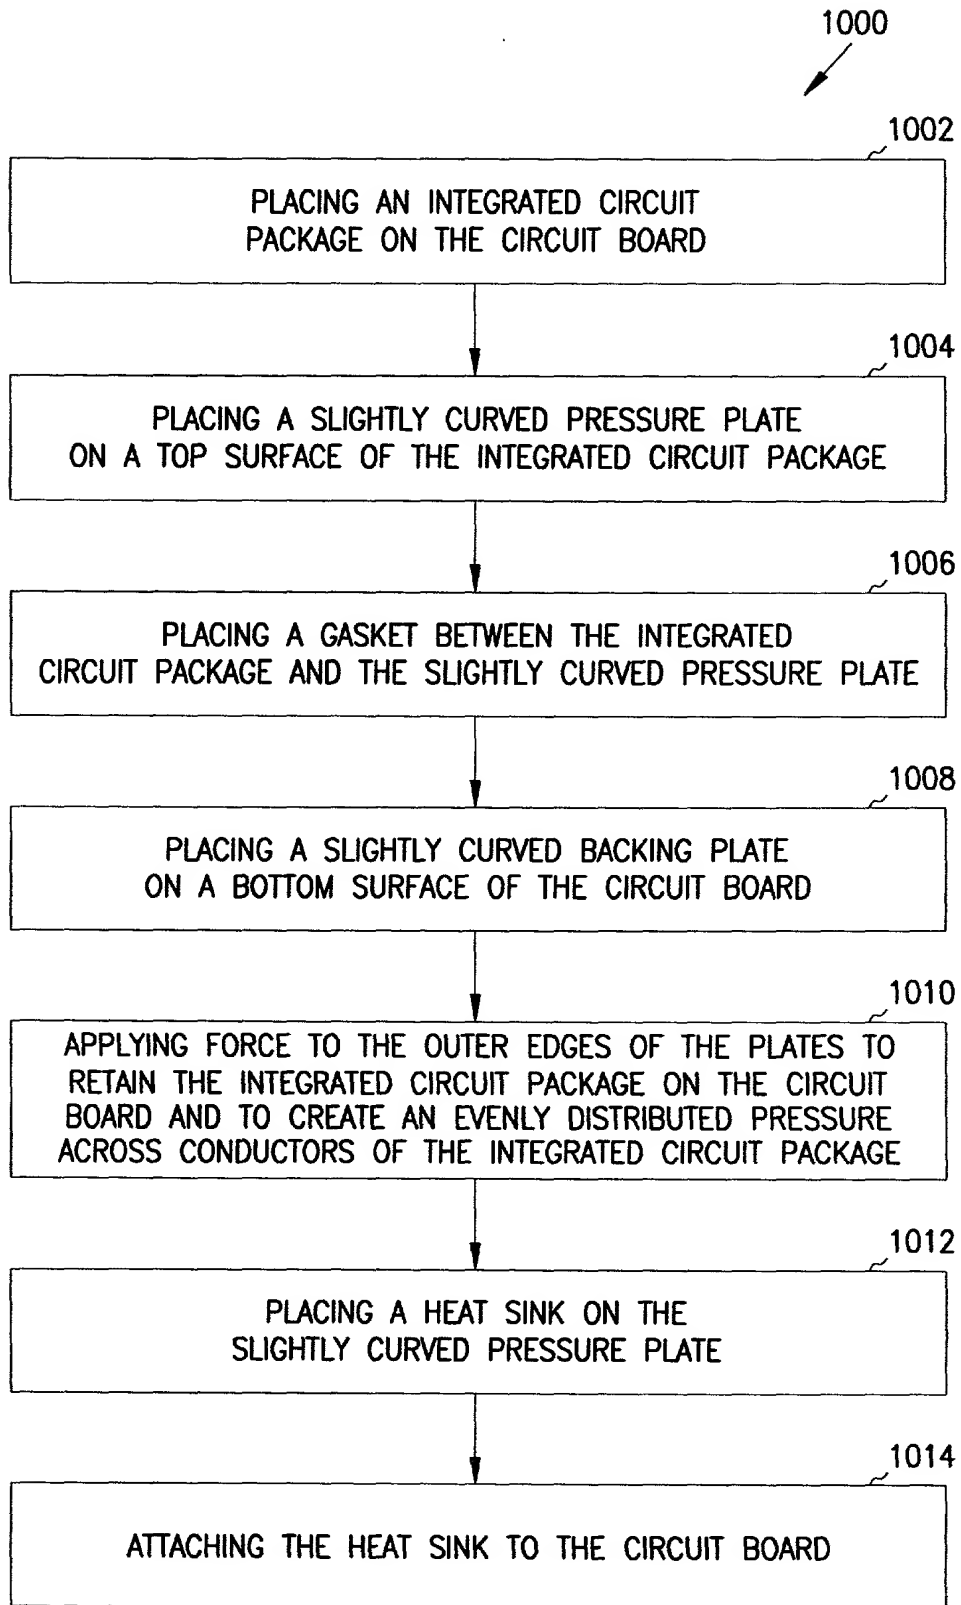 1000
1002
PLACING AN INTEGRATED CIRCUIT
PACKAGE ON THE CIRCUIT BOARD
1004
PLACING A SLIGHTLY CURVED PRESSURE PLATE
ON A TOP SURFACE OF THE INTEGRATED CIRCUIT PACKAGE
1006
PLACING A GASKET BETWEEN THE INTEGRATED
CIRCUIT PACKAGE AND THE SLIGHTLY CURVED PRESSURE PLATE
1008
PLACING A SLIGHTLY CURVED BACKING PLATE
ON A BOTTOM SURFACE OF THE CIRCUIT BOARD
1010
APPLYING FORCE TO THE OUTER EDGES OF THE PLATES TO
RETAIN THE INTEGRATED CIRCUIT PACKAGE ON THE CIRCUIT
BOARD AND TO CREATE AN EVENLY DISTRIBUTED PRESSURE
ACROSS CONDUCTORS OF THE INTEGRATED CIRCUIT PACKAGE
1012
PLACING A HEAT SINK ON THE
SLIGHTLY CURVED PRESSURE PLATE
1014
ATTACHING THE HEAT SINK TO THE CIRCUIT BOARD